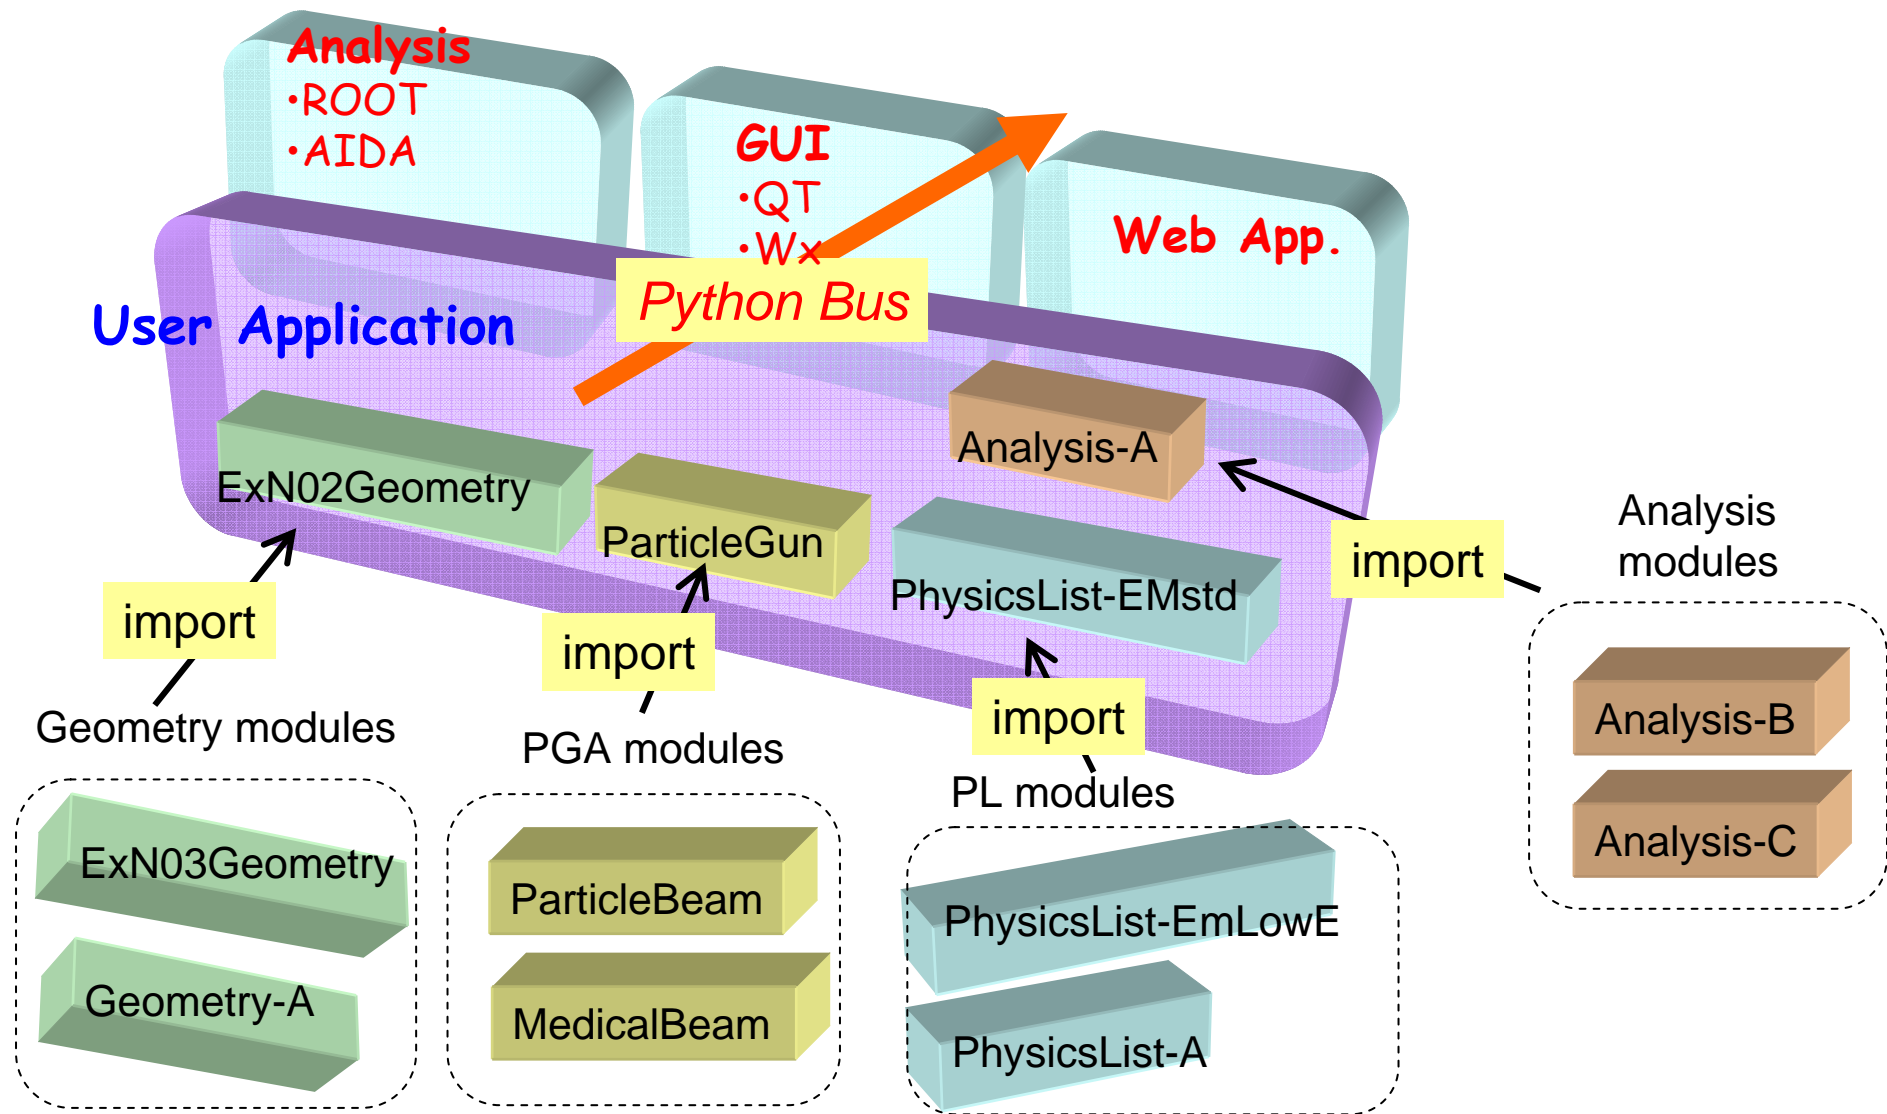 Analysis
•ROOT
•AIDA
GUI
•QT
•Wx
Web App.
Python Bus
User Application
Analysis-A
ExN02Geometry
ParticleGun
PhysicsList-EMstd
import
import
import
import
Analysis
modules
Geometry modules
PGA modules
PL modules
Analysis-B
Analysis-C
ExN03Geometry
Geometry-A
ParticleBeam
MedicalBeam
PhysicsList-EmLowE
PhysicsList-A